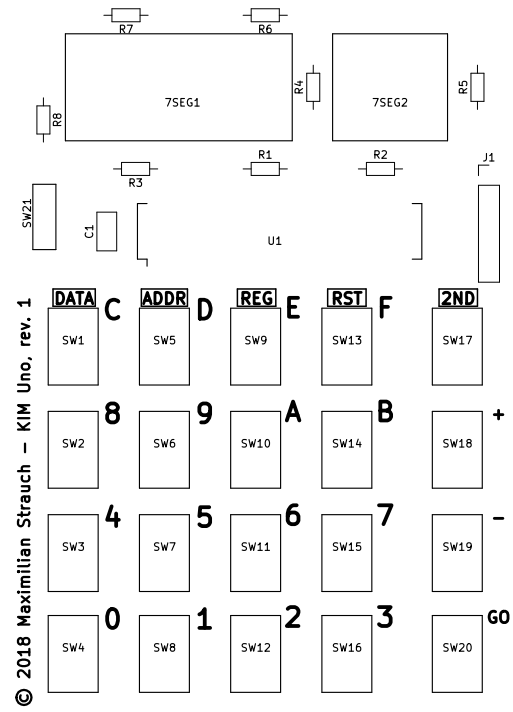 R7 R6
7SEG1 R4 7SEG2 R5
R8
R1 R2 J1
R3
SW21 C1 U1
DATA C ADDR D REG E RST F 2ND
SW1 SW5 SW9 SW13 SW17
8 9 A B +
SW2 SW6 SW10 SW14 SW18
4 5 6 7 -
SW3 SW7 SW11 SW15 SW19
0 1 2 3 GO
SW4 SW8 SW12 SW16 SW20
© 2018 Maximilian Strauch - KIM Uno, rev. 1